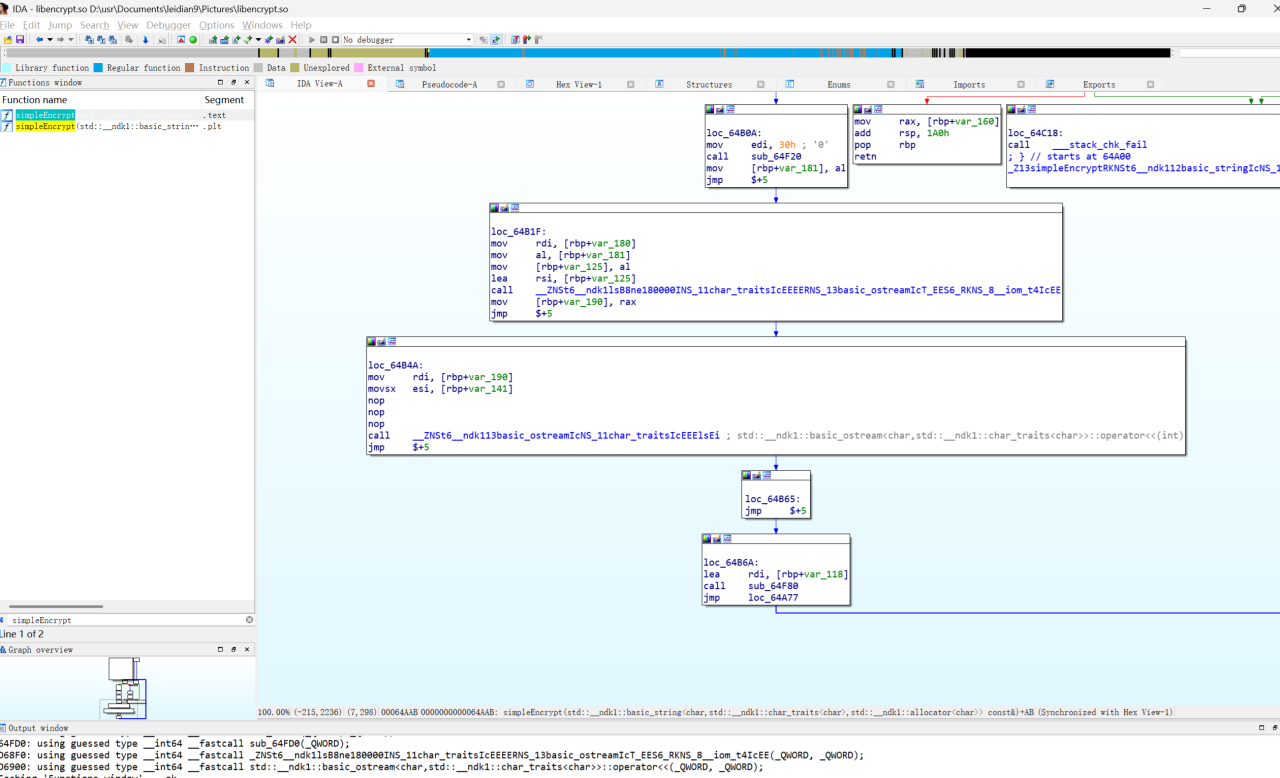 IDA - libencrypt.so D:\usr\Documents\leidian9\Pictures\libencrypt.so
File Edit Jump Search View Debugger Options Windows Help
No debugger
Library function Regular function Instruction Data Unexplored External symbol
Functions window
IDA View-A Pseudocode-A Hex View-1 Structures Enums Imports Exports
Function name Segment
simpleEncrypt .text
simpleEncrypt(std::__ndk1::basic_strin··· .plt
loc_64B0A:
mov edi, 30h ; '0'
call sub_64F20
mov [rbp+var_181], al
jmp $+5
mov rax, [rbp+var_160]
add rsp, 1A0h
pop rbp
retn
loc_64C18:
call ___stack_chk_fail
; } // starts at 64A00
_Z13simpleEncryptRKNSt6__ndk112basic_stringIcNS_1
loc_64B1F:
mov rdi, [rbp+var_180]
mov al, [rbp+var_181]
mov [rbp+var_125], al
lea rsi, [rbp+var_125]
call __ZNSt6__ndk1lsB8ne180000INS_11char_traitsIcEEEERNS_13basic_ostreamIcT_EES6_RKNS_8__iom_t4IcEE
mov [rbp+var_190], rax
jmp $+5
loc_64B4A:
mov rdi, [rbp+var_190]
movsx esi, [rbp+var_141]
nop
nop
nop
call __ZNSt6__ndk113basic_ostreamIcNS_11char_traitsIcEEElsEi ; std::__ndk1::basic_ostream<char,std::__ndk1::char_traits<char>>::operator<<(int)
jmp $+5
loc_64B65:
jmp $+5
loc_64B6A:
lea rdi, [rbp+var_118]
call sub_64F80
jmp loc_64A77
simpleEncrypt
Line 1 of 2
Graph overview
100.00% (-215,2236) (7,298) 00064AAB 0000000000064AAB: simpleEncrypt(std::__ndk1::basic_string<char,std::__ndk1::char_traits<char>,std::__ndk1::allocator<char>> const&)+AB (Synchronized with Hex View-1)
Output window
64FD0: using guessed type __int64 __fastcall sub_64FD0(_QWORD);
D68F0: using guessed type __int64 __fastcall _ZNSt6__ndk1lsB8ne180000INS_11char_traitsIcEEEERNS_13basic_ostreamIcT_EES6_RKNS_8__iom_t4IcEE(_QWORD, _QWORD);
D6900: using guessed type __int64 __fastcall std::__ndk1::basic_ostream<char,std::__ndk1::char_traits<char>>::operator<<(_QWORD, _QWORD);